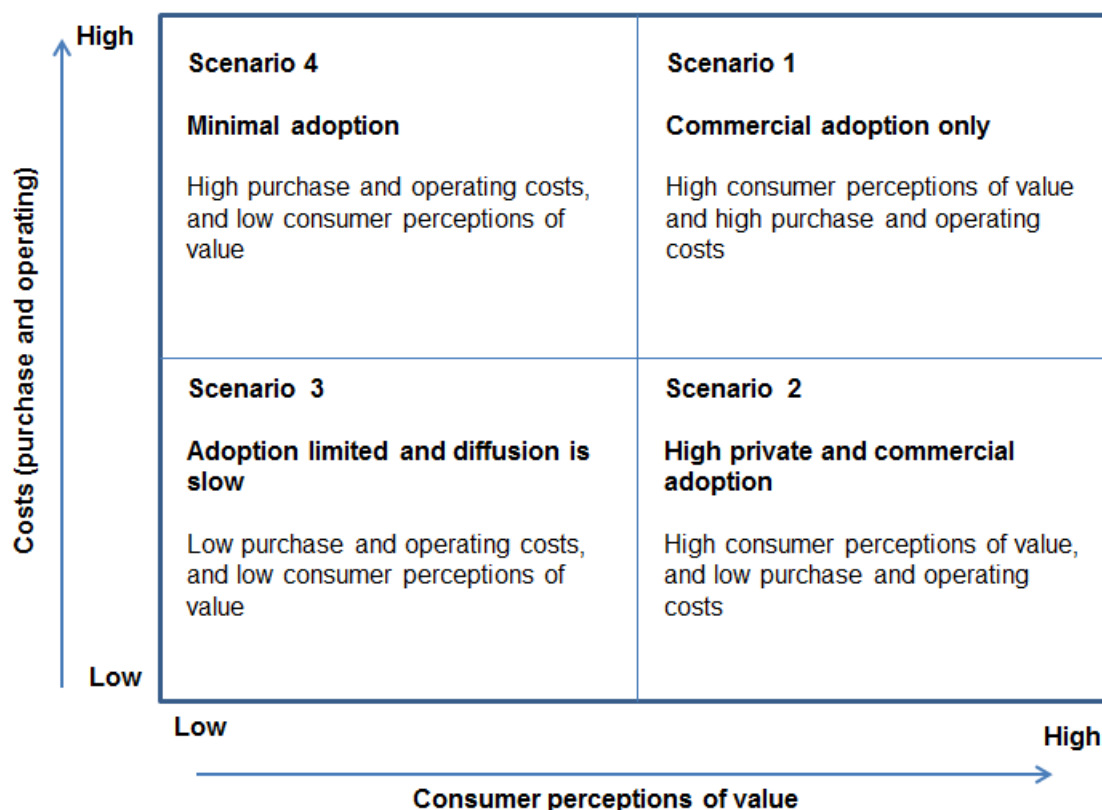 High
Scenario 4
Minimal adoption
High purchase and operating costs,
and low consumer perceptions of
value
Scenario 1
Commercial adoption only
High consumer perceptions of value
and high purchase and operating
costs
Costs (purchase and operating)
Scenario 3
Adoption limited and diffusion is
slow
Low purchase and operating costs,
and low consumer perceptions of
value
Scenario 2
High private and commercial
adoption
High consumer perceptions of value,
and low purchase and operating
costs
Low
Low
High
Consumer perceptions of value